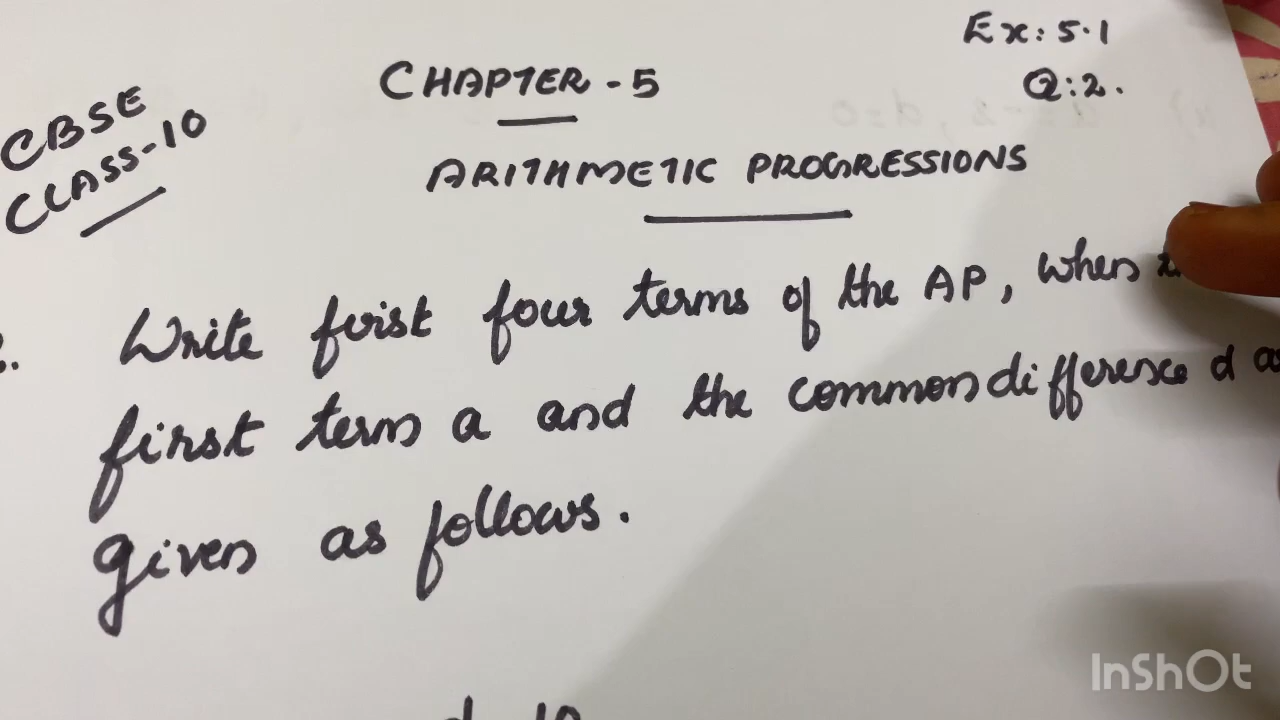 Ex: 5.1
Q:2.
CHAPTER - 5
CBSE
CLASS-10
ARITHMETIC PROGRESSIONS
Write first four terms of the AP, when
first term a and the common difference d
given as follows.
InShOt